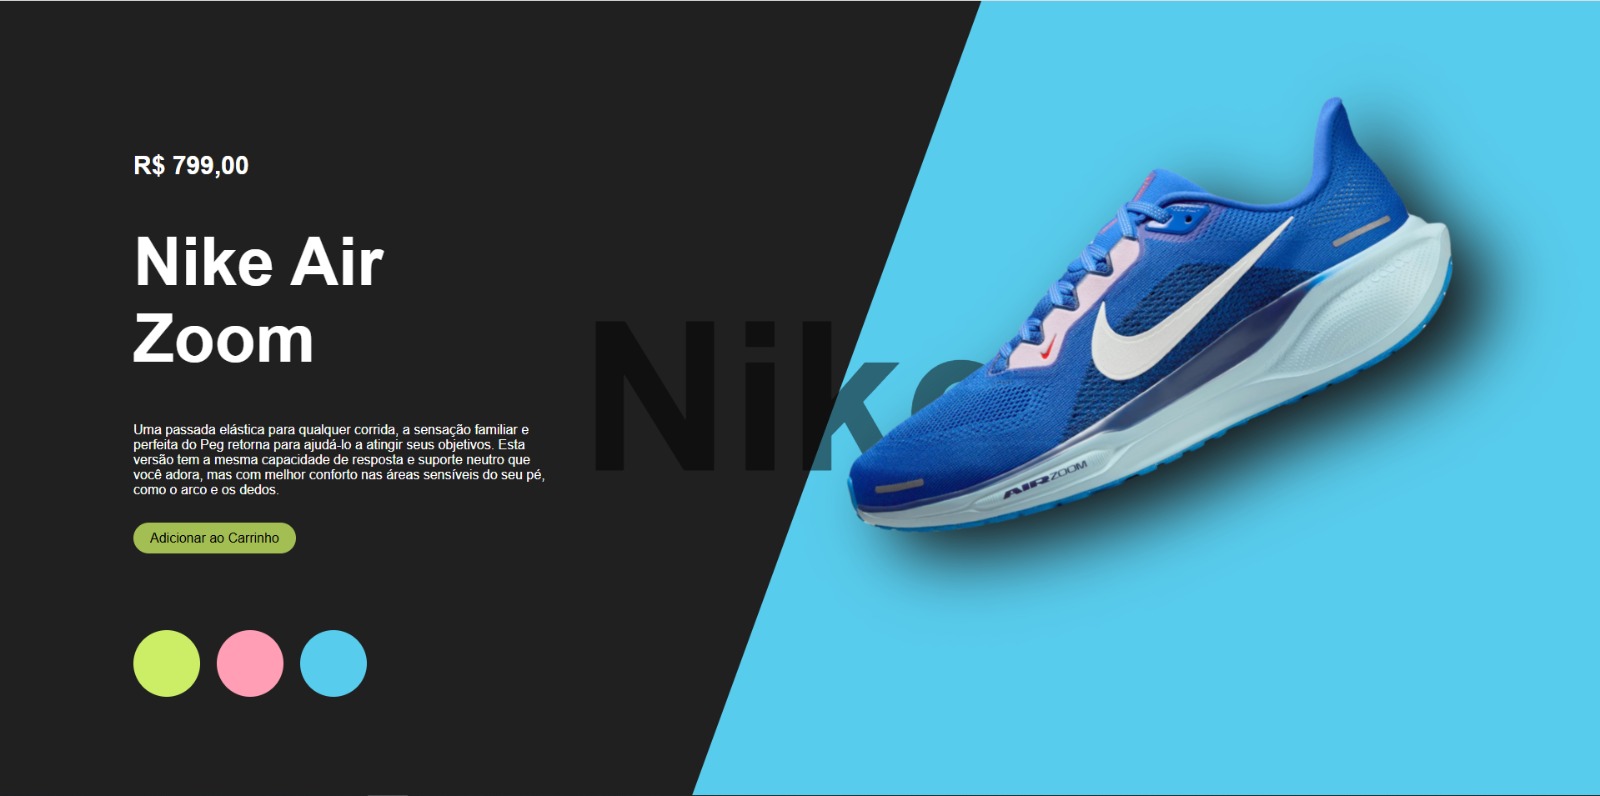 R$ 799,00
Nike Air
Zoom
Nike
Uma passada elástica para qualquer corrida, a sensação familiar e
perfeita do Peg retorna para ajudá-lo a atingir seus objetivos. Esta
versão tem a mesma capacidade de resposta e suporte neutro que
você adora, mas com melhor conforto nas áreas sensíveis do seu pé,
como o arco e os dedos.
AIR ZOOM
Adicionar ao Carrinho